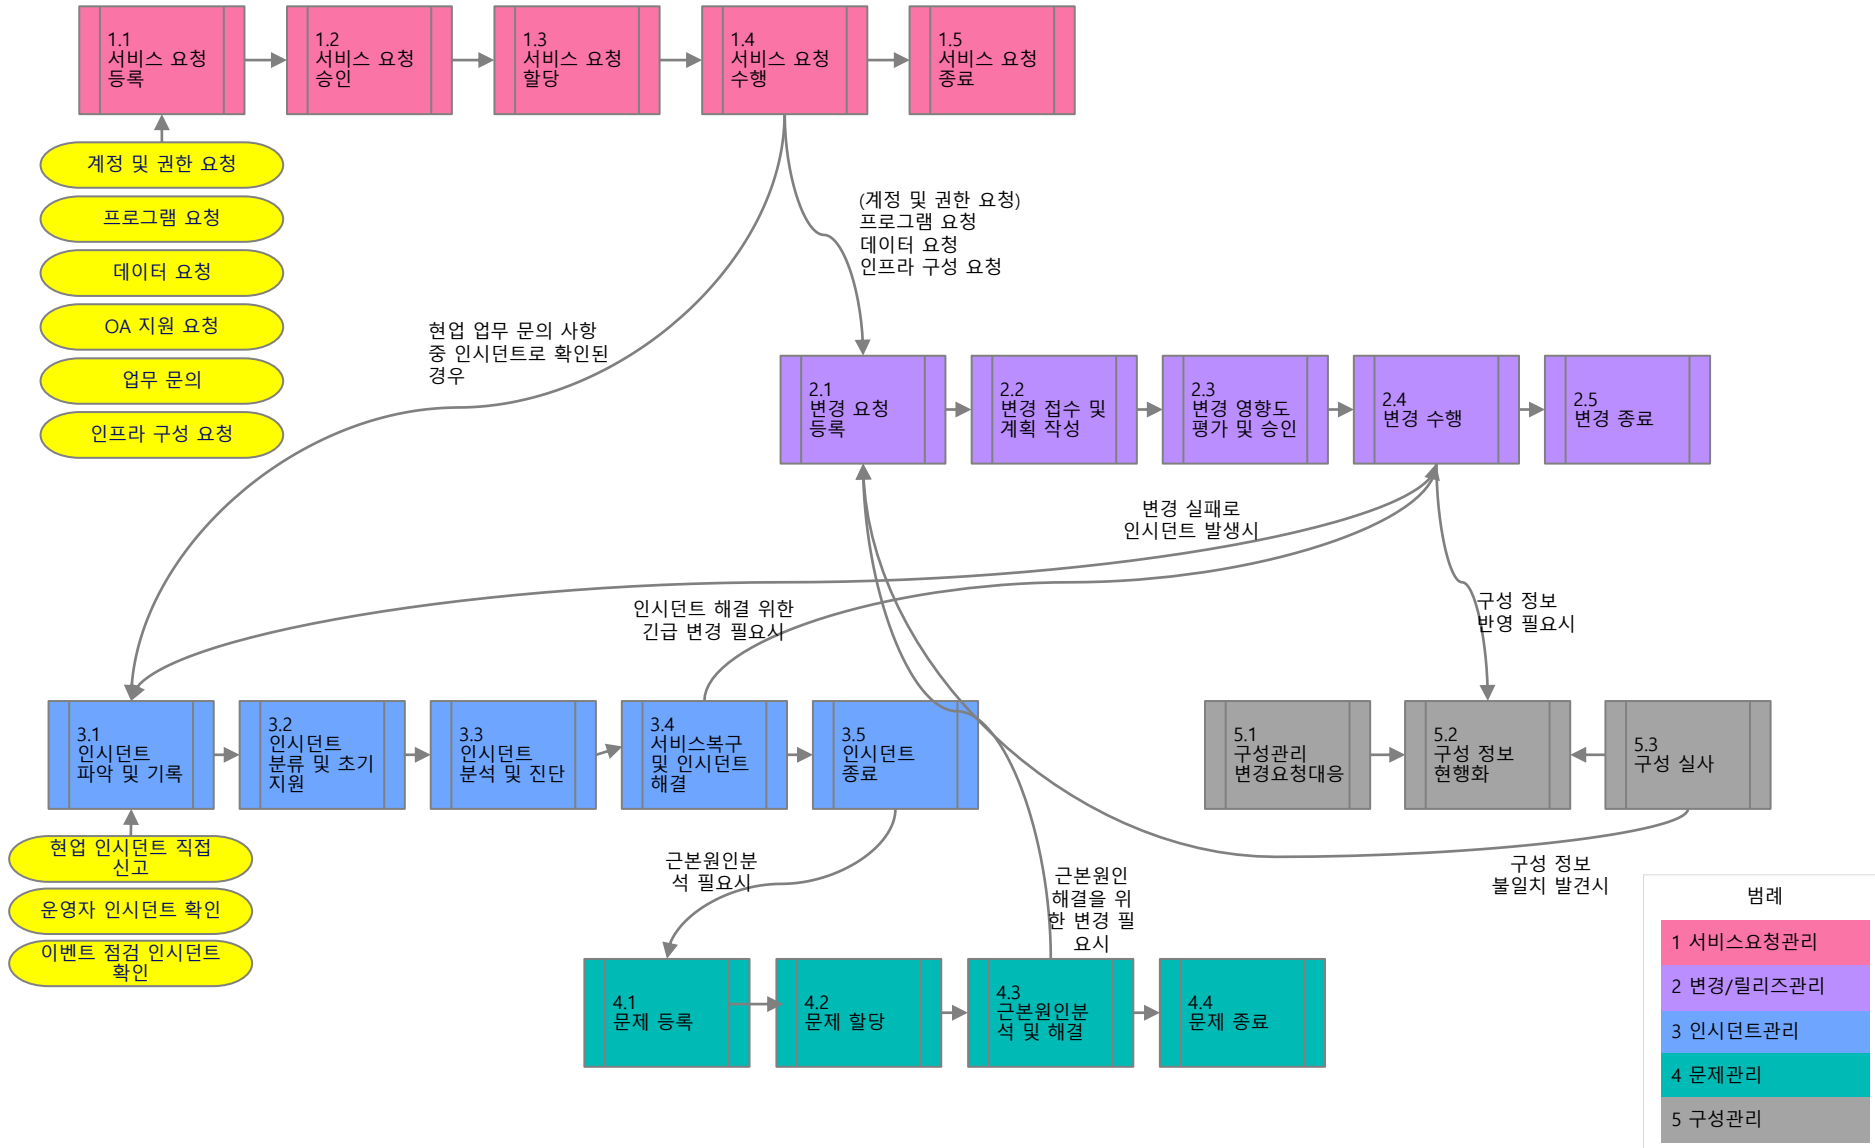 1.1
서비스 요청
등록
1.2
서비스 요청
승인
1.3
서비스 요청
할당
1.4
서비스 요청
수행
1.5
서비스 요청
종료
계정 및 권한 요청
프로그램 요청
데이터 요청
OA 지원 요청
업무 문의
인프라 구성 요청
(계정 및 권한 요청)
프로그램 요청
데이터 요청
인프라 구성 요청
현업 업무 문의 사항
중 인시던트로 확인된
경우
2.1
변경 요청
등록
2.2
변경 접수 및
계획 작성
2.3
변경 영향도
평가 및 승인
2.4
변경 수행
2.5
변경 종료
변경 실패로
인시던트 발생시
인시던트 해결 위한
긴급 변경 필요시
구성 정보
반영 필요시
3.1
인시던트
파악 및 기록
3.2
인시던트
분류 및 초기
지원
3.3
인시던트
분석 및 진단
3.4
서비스복구
및 인시던트
해결
3.5
인시던트
종료
5.1
구성관리
변경요청대응
5.2
구성 정보
현행화
5.3
구성 실사
현업 인시던트 직접
신고
운영자 인시던트 확인
이벤트 점검 인시던트
확인
근본원인분
석 필요시
근본원인
해결을 위
한 변경 필
요시
구성 정보
불일치 발견시
4.1
문제 등록
4.2
문제 할당
4.3
근본원인분
석 및 해결
4.4
문제 종료
범례
1 서비스요청관리
2 변경/릴리즈관리
3 인시던트관리
4 문제관리
5 구성관리